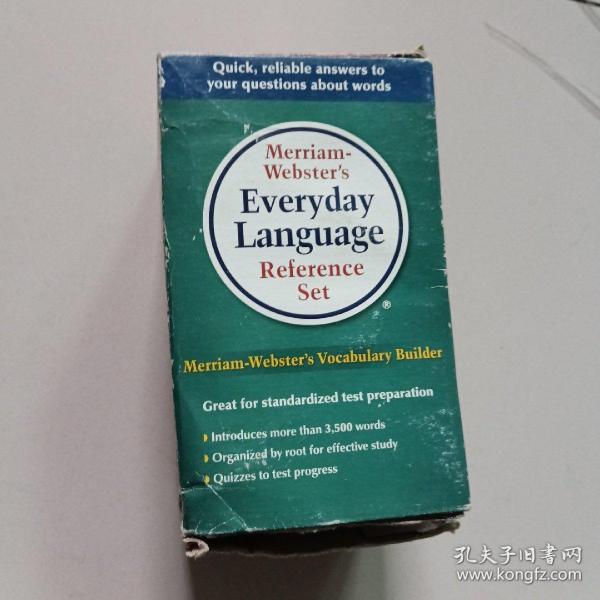 Quick, reliable answers to
your questions about words
Merriam-
Webster's
Everyday
Language
Reference
Set
®
Merriam-Webster's Vocabulary Builder
Great for standardized test preparation
Introduces more than 3,500 words
Organized by root for effective study
Quizzes to test progress
孔夫子旧书网
www.kongfz.com